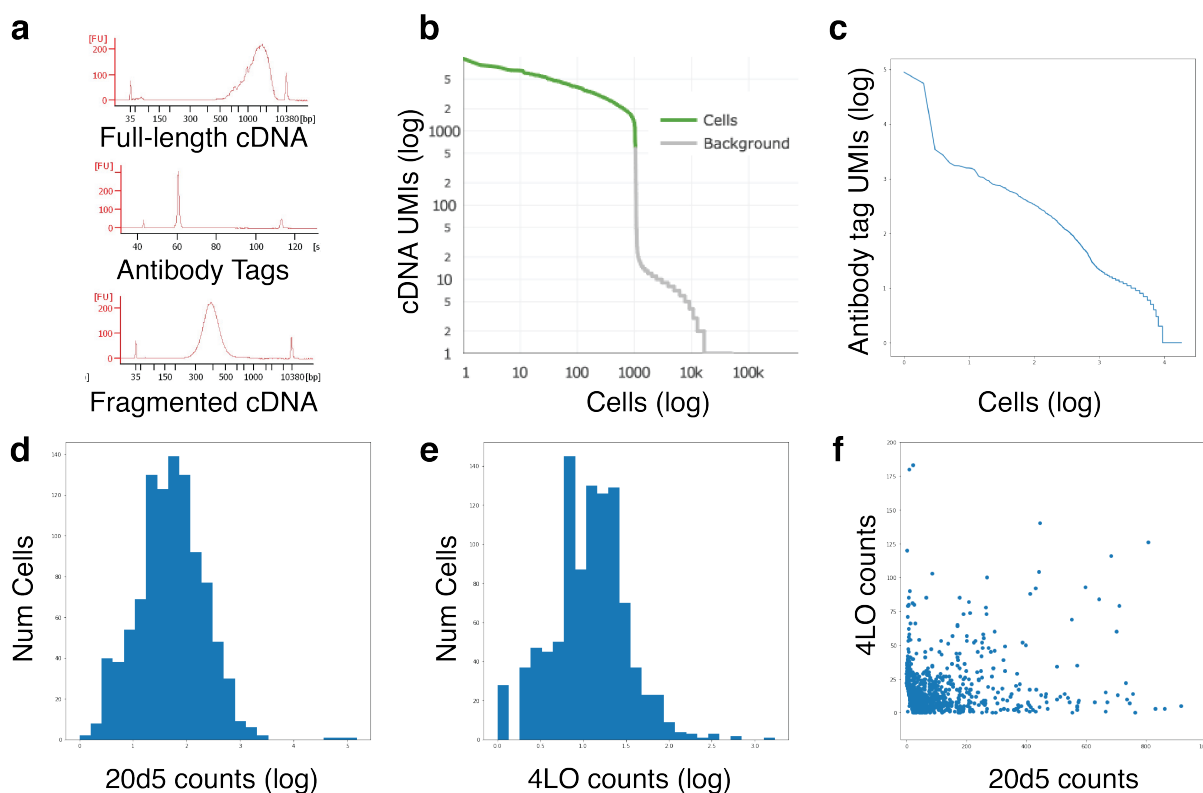 a
[FU]
200
100
0
35 150 300 500 1000 10380[bp]
Full-length cDNA
[FU]
300
200
100
0
40 60 80 100 120 [s
Antibody Tags
[FU]
200
100
0
35 150 300 500 1000 10380[bp]
Fragmented cDNA
b
cDNA UMIs (log)
5
2
1000
5
2
100
5
2
10
5
2
1
1 10 100 1000 10k 100k
Cells (log)
Cells
Background
c
Antibody tag UMIs (log)
5
4
3
2
1
0
0 1 2 3 4
Cells (log)
d
Num Cells
140
120
100
80
60
40
20
0
0 1 2 3 4 5
20d5 counts (log)
e
Num Cells
140
120
100
80
60
40
20
0
0.0 0.5 1.0 1.5 2.0 2.5 3.0
4LO counts (log)
f
4LO counts
200
175
150
125
100
75
50
25
0
0 200 400 600 800
20d5 counts